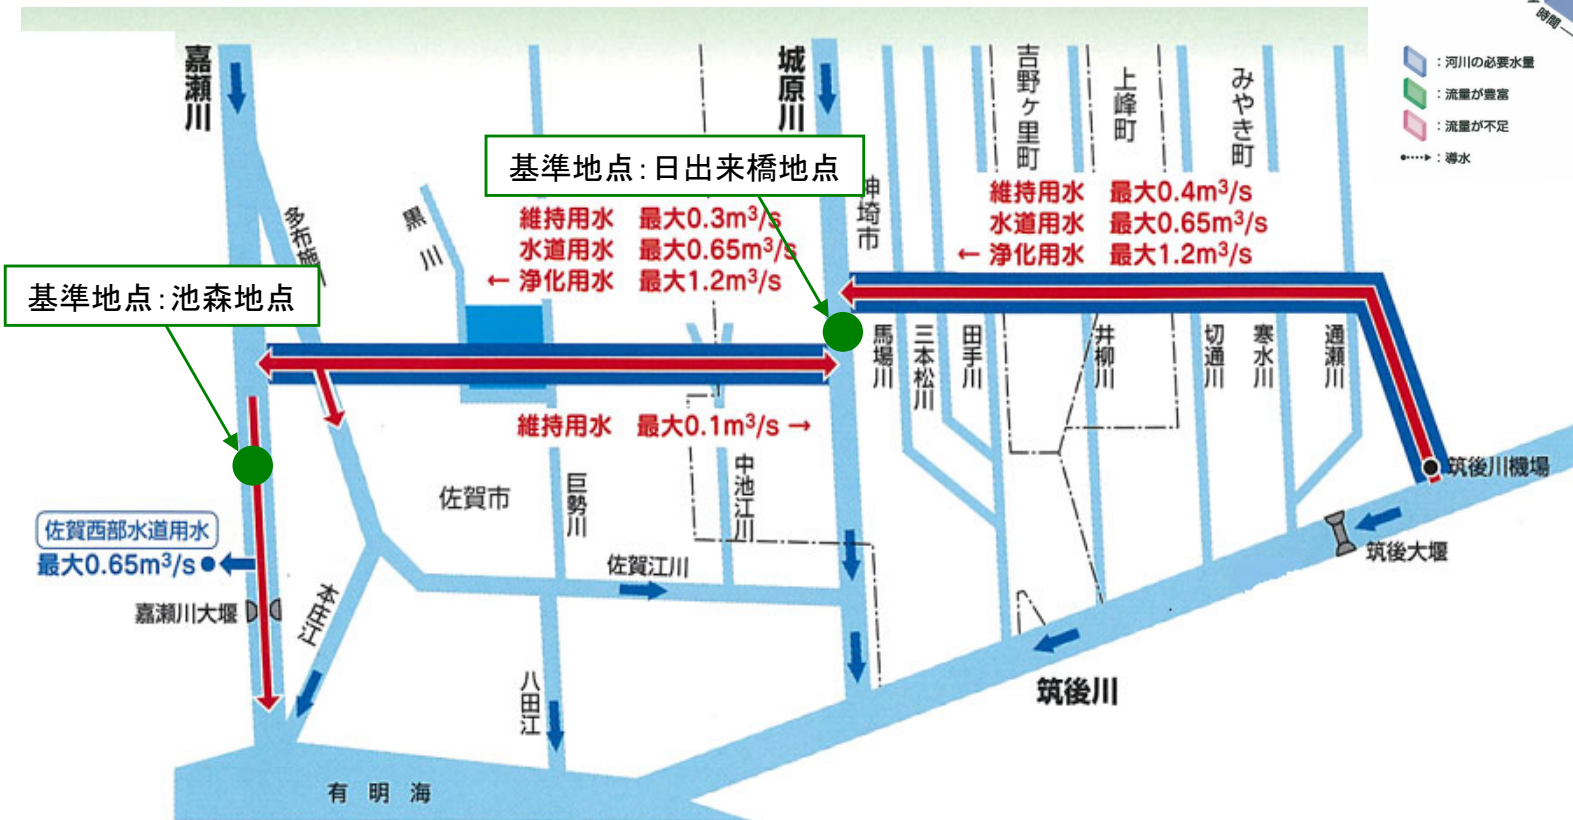 時間
：河川の必要水量
：流量が豊富
：流量が不足
：導水
嘉瀬川
城原川
吉野ヶ里町
上峰町
みやき町
基準地点：日出来橋地点
神埼市
維持用水 最大0.3m³/s
水道用水 最大0.65m³/s
← 浄化用水 最大1.2m³/s
維持用水 最大0.4m³/s
水道用水 最大0.65m³/s
← 浄化用水 最大1.2m³/s
多布施川
黒川
基準地点：池森地点
馬場川
三本松川
田手川
井柳川
切通川
寒水川
通瀬川
維持用水 最大0.1m³/s →
佐賀市
巨勢川
中池江川
筑後川機場
筑後大堰
佐賀西部水道用水
最大0.65m³/s
佐賀江川
嘉瀬川大堰
本庄江
八田江
筑後川
有明海